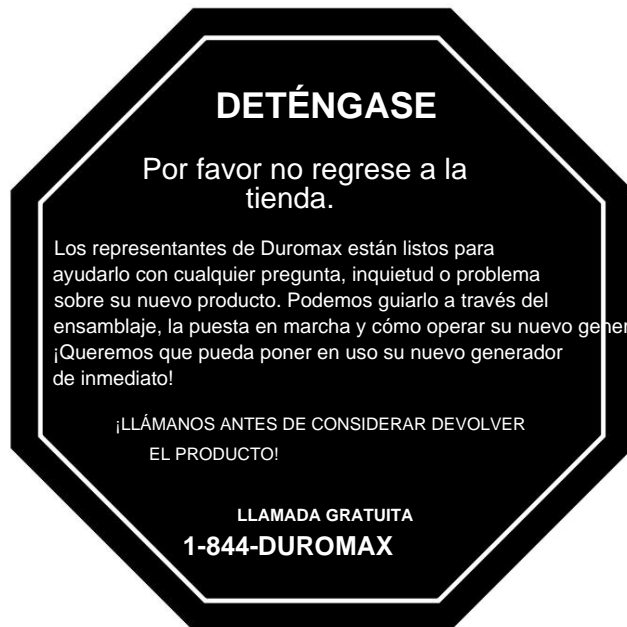 DETÉNGASE
Por favor no regrese a la
tienda.
Los representantes de Duromax están listos para
ayudarlo con cualquier pregunta, inquietud o problema
sobre su nuevo producto. Podemos guiarlo a través del
ensamblaje, la puesta en marcha y cómo operar su nuevo gener
¡Queremos que pueda poner en uso su nuevo generador
de inmediato!
¡LLÁMANOS ANTES DE CONSIDERAR DEVOLVER
EL PRODUCTO!
LLAMADA GRATUITA
1-844-DUROMAX